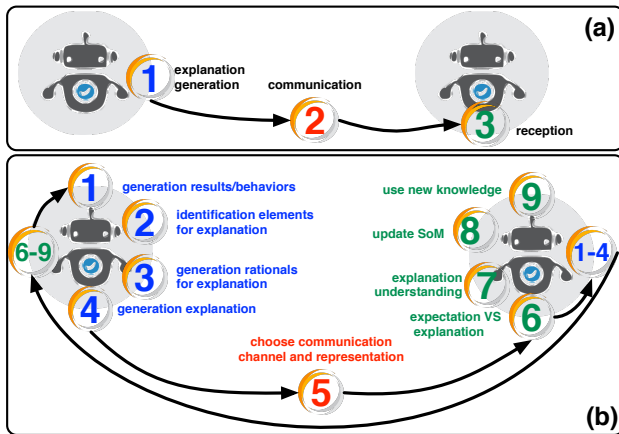 (a)
1
explanation
generation
communication
2
3
reception
1
generation results/behaviors
2
identification elements
for explanation
6-9
3
generation rationals
for explanation
4
generation explanation
choose communication
channel and representation
5
use new knowledge
9
update SoM
8
1-4
explanation
understanding
7
expectation VS
explanation
6
(b)